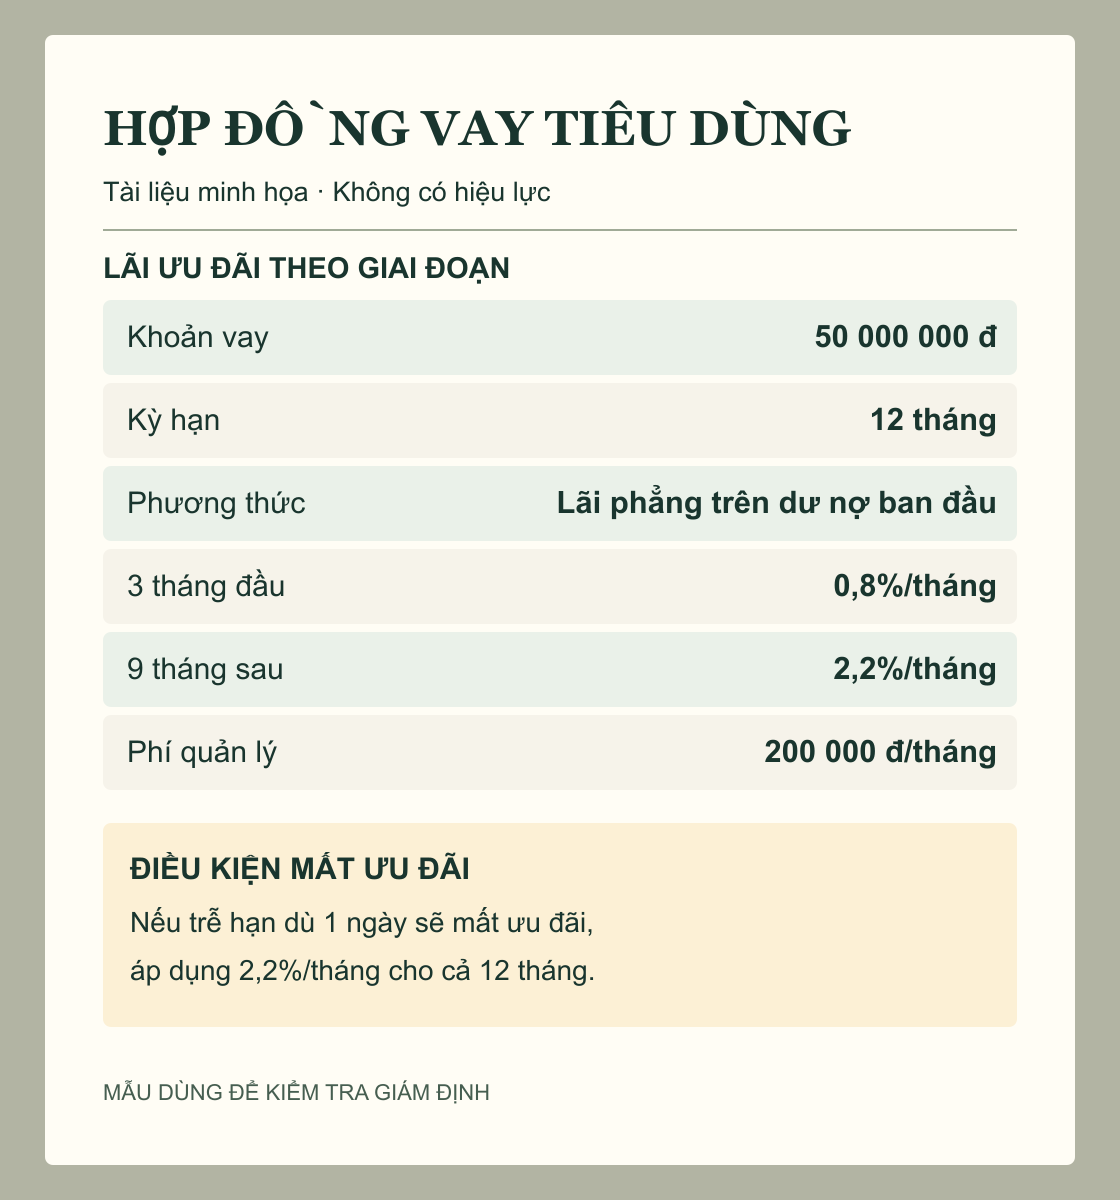 HỢP ĐỒNG VAY TIÊU DÙNG
Tài liệu minh họa · Không có hiệu lực
LÃI ƯU ĐÃI THEO GIAI ĐOẠN
Khoản vay 50 000 000 đ
Kỳ hạn 12 tháng
Phương thức Lãi phẳng trên dư nợ ban đầu
3 tháng đầu 0,8%/tháng
9 tháng sau 2,2%/tháng
Phí quản lý 200 000 đ/tháng
ĐIỀU KIỆN MẤT ƯU ĐÃI
Nếu trễ hạn dù 1 ngày sẽ mất ưu đãi,
áp dụng 2,2%/tháng cho cả 12 tháng.
MẪU DÙNG ĐỂ KIỂM TRA GIÁM ĐỊNH